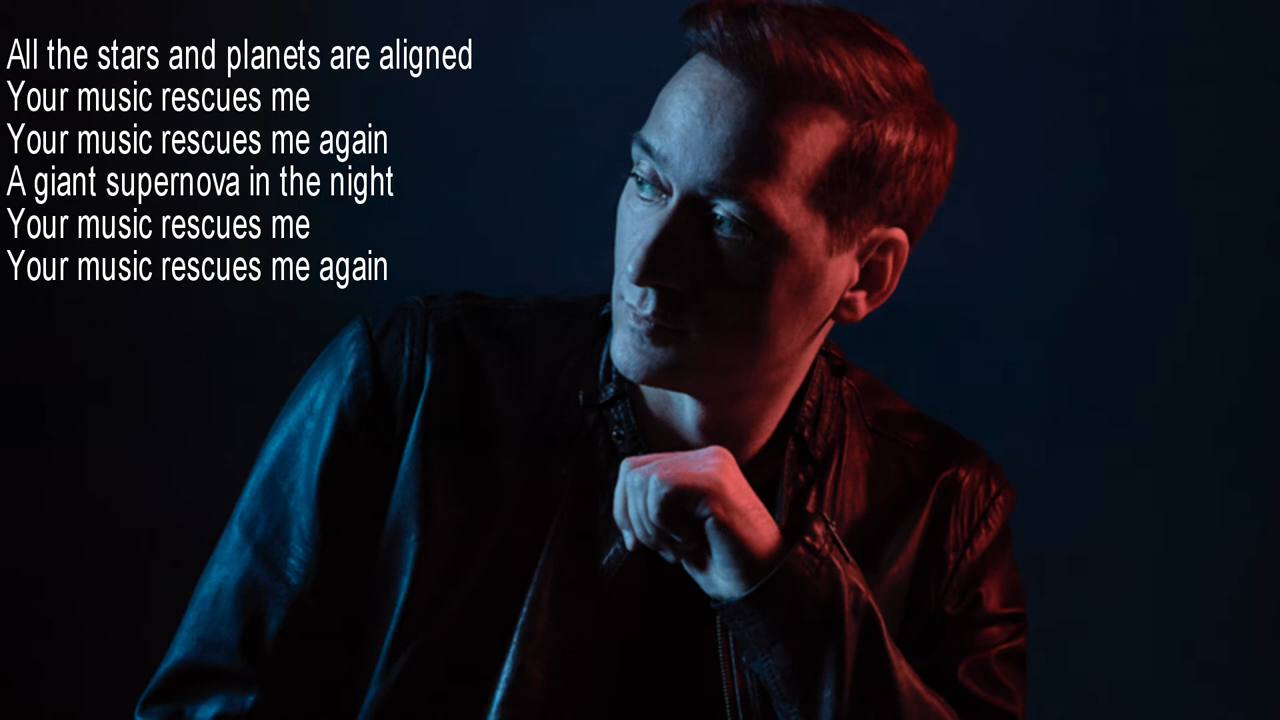 All the stars and planets are aligned
Your music rescues me
Your music rescues me again
A giant supernova in the night
Your music rescues me
Your music rescues me again